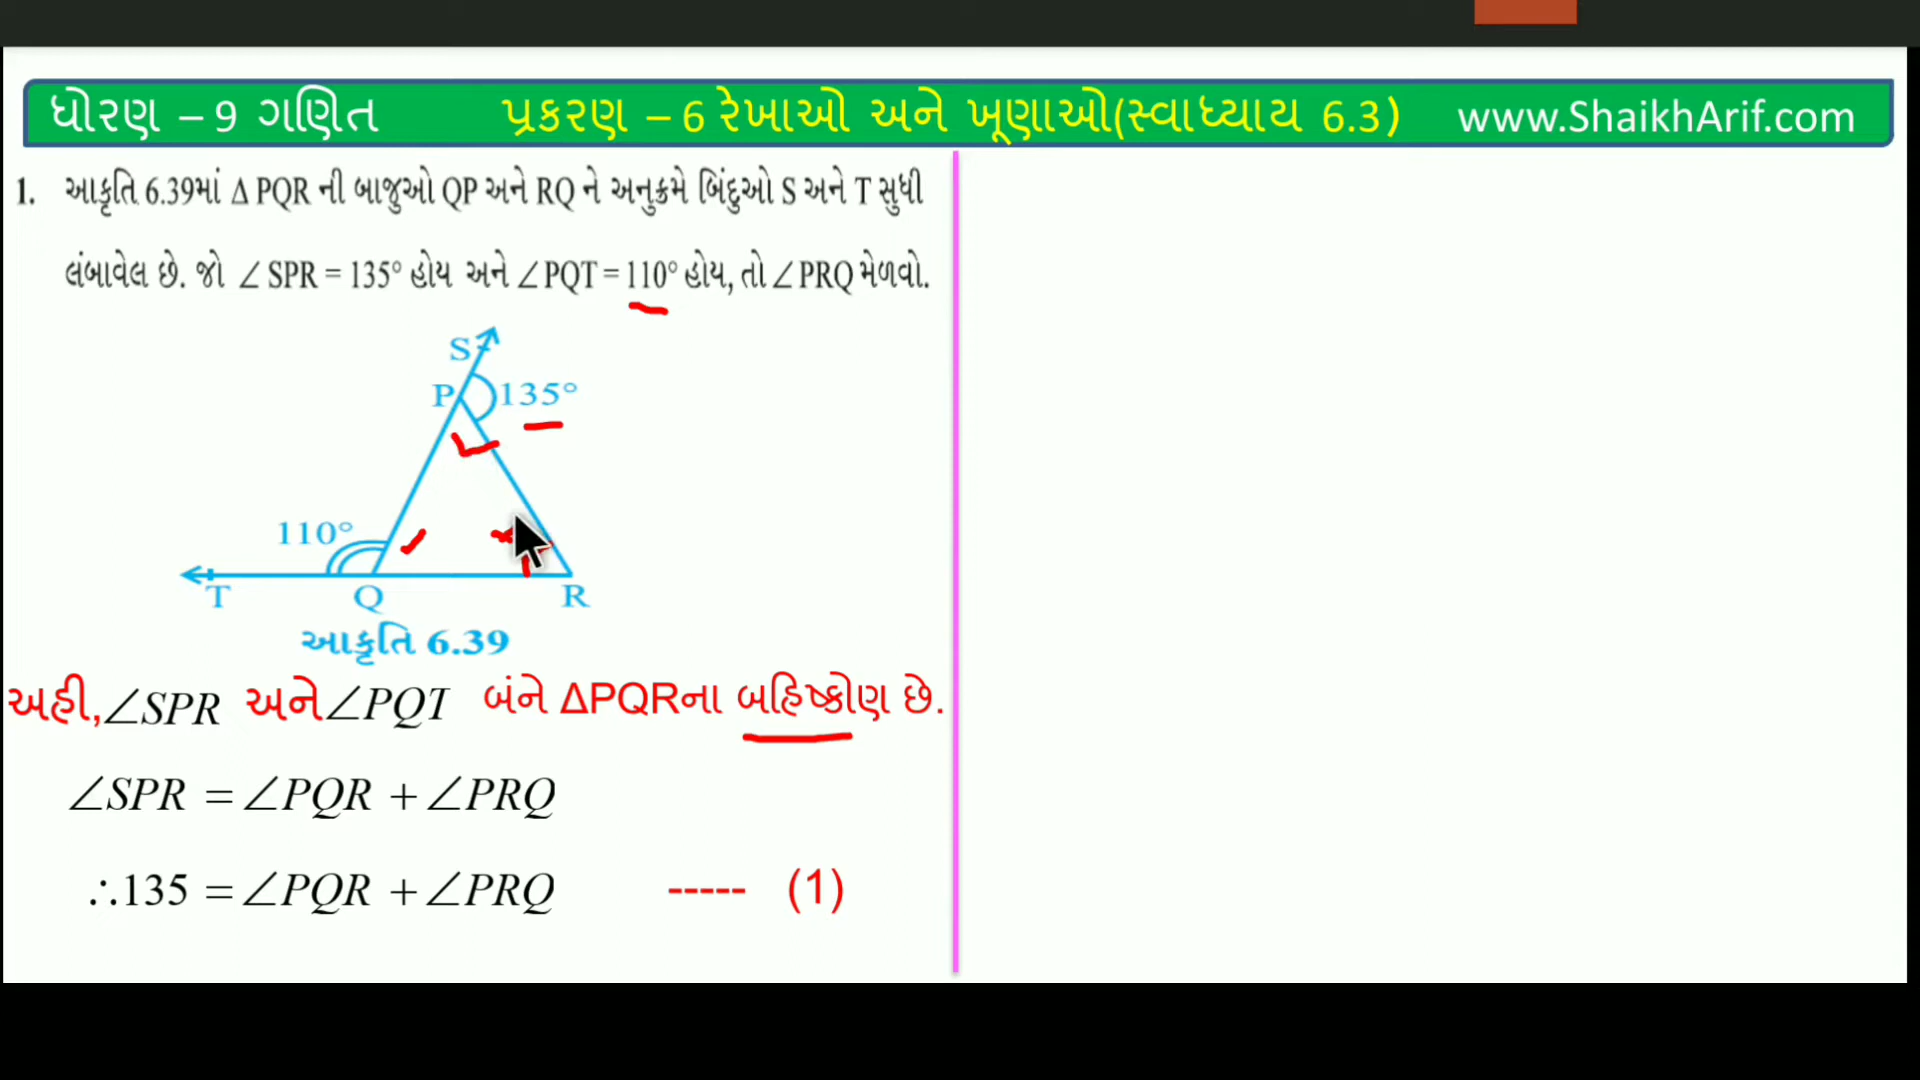 ધોરણ – 9 ગણિત પ્રકરણ – 6 રેખાઓ અને ખૂણાઓ(સ્વાધ્યાય 6.3) www.ShaikhArif.com
1. આકૃતિ 6.39માં Δ PQR ની બાજુઓ QP અને RQ ને અનુક્રમે બિંદુઓ S અને T સુધી
લંબાવેલ છે. જો ∠ SPR = 135° હોય અને ∠PQT = 110° હોય, તો ∠PRQ મેળવો.
S
P 135°
110°
T Q R
આકૃતિ 6.39
અહી,∠SPR અને ∠PQT બંને ΔPQRના બહિષ્કોણ છે.
∠SPR = ∠PQR + ∠PRQ
∴135 = ∠PQR + ∠PRQ ----- (1)